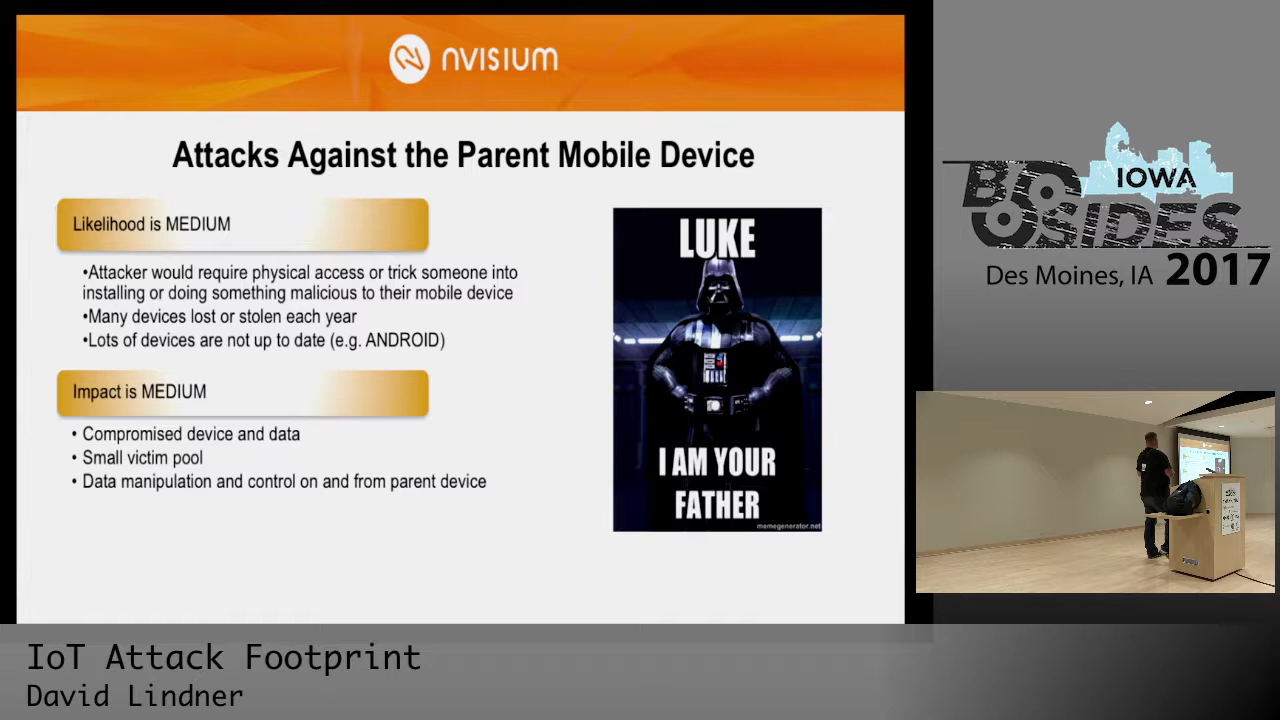 nVISIUM
Attacks Against the Parent Mobile Device
Likelihood is MEDIUM
•Attacker would require physical access or trick someone into
installing or doing something malicious to their mobile device
•Many devices lost or stolen each year
•Lots of devices are not up to date (e.g. ANDROID)
Impact is MEDIUM
• Compromised device and data
• Small victim pool
• Data manipulation and control on and from parent device
LUKE
I AM YOUR
FATHER
memegenerator.net
IOWA
BSIDES
Des Moines, IA 2017
IoT Attack Footprint
David Lindner